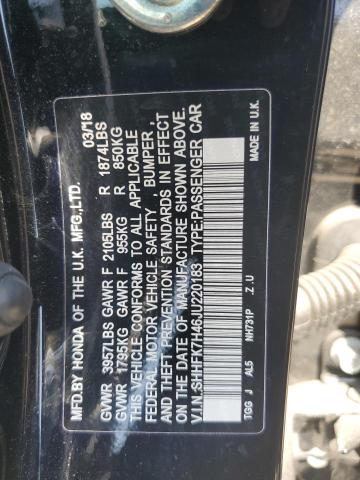 MFD.BY HONDA OF THE U.K. MFG.,LTD. 03/18
GVWR 3957LBS GAWR F 2105LBS R 1874LBS
GVWR 1795KG GAWR F 955KG R 850KG
THIS VEHICLE CONFORMS TO ALL APPLICABLE
FEDERAL MOTOR VEHICLE SAFETY, BUMPER,
AND THEFT PREVENTION STANDARDS IN EFFECT
ON THE DATE OF MANUFACTURE SHOWN ABOVE.
V.I.N.:SHHFK7H46JU220183 TYPE:PASSENGER CAR
MADE IN U.K.
TGG J AL5 NH731P .Z U